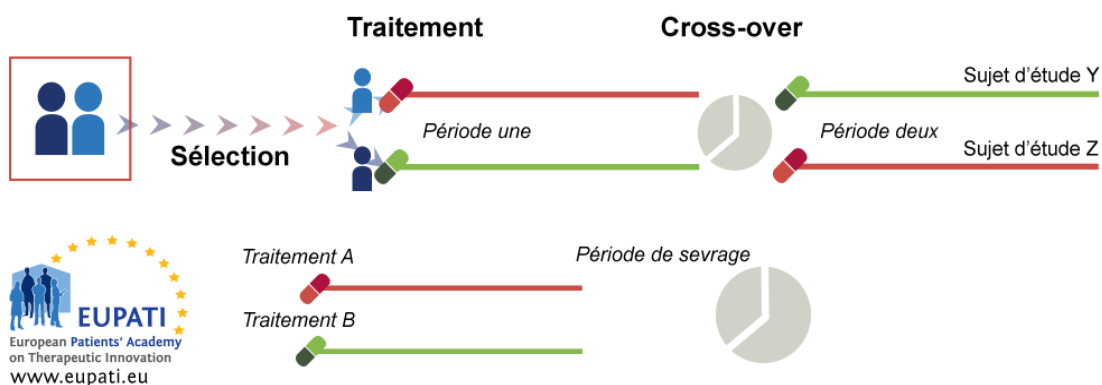 Traitement
Cross-over
Sujet d'étude Y
Période une
Période deux
Sélection
Sujet d'étude Z
Traitement A
Période de sevrage
Traitement B
EUPATI
European Patients' Academy
on Therapeutic Innovation
www.eupati.eu